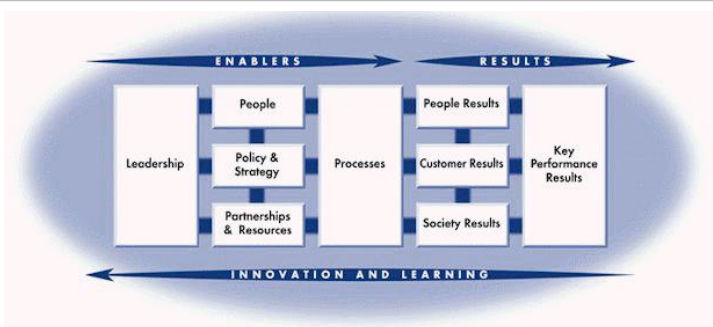 ENABLERS
RESULTS
Leadership
People
Policy &
Strategy
Partnerships
& Resources
Processes
People Results
Customer Results
Society Results
Key
Performance
Results
INNOVATION AND LEARNING